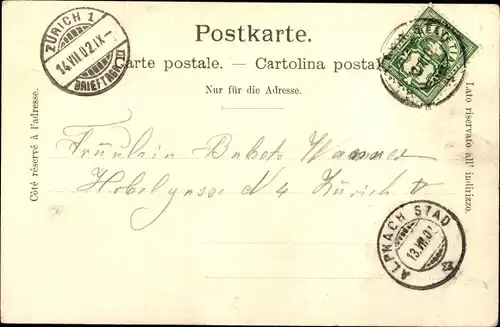 Postkarte.
Carte postale. — Cartolina postale
Nur für die Adresse.
Côté réservé à l'adresse.
Lato riservato all' indirizzo.
HELVETIA
ZÜRICH 1
14.VII.02.IX-
BRIEFTRÄGER
Fräulein
Hobelgasse N 4 Zürich V
ALPNACH STAD
13.VII.02